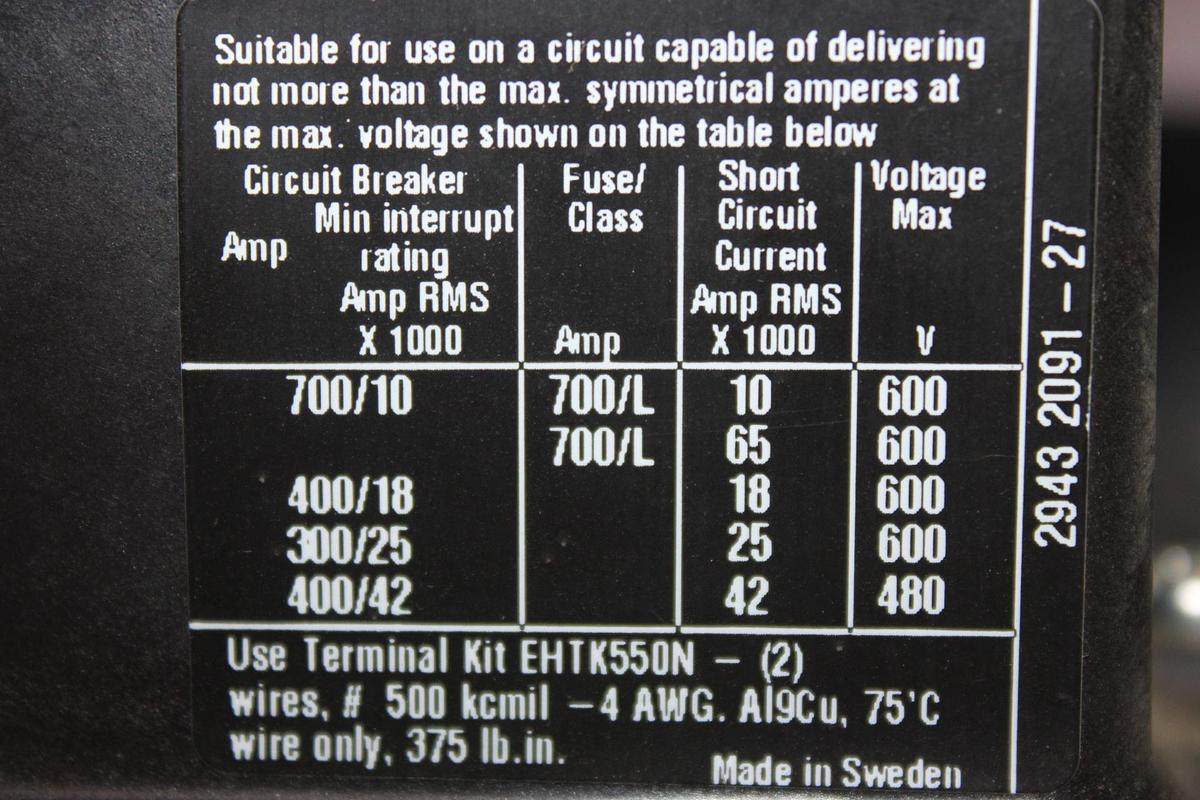 Suitable for use on a circuit capable of delivering
not more than the max. symmetrical amperes at
the max. voltage shown on the table below
Circuit Breaker Fuse/ Short Voltage
Min interrupt Class Circuit Max
Amp rating Current
Amp RMS Amp RMS
X 1000 Amp X 1000 V
700/10 700/L 10 600
700/L 65 600
400/18 18 600
300/25 25 600
400/42 42 480
Use Terminal Kit EHTK550N – (2)
wires, # 500 kcmil –4 AWG. Al9Cu, 75'C
wire only, 375 lb.in.
Made in Sweden
2943 2091–27